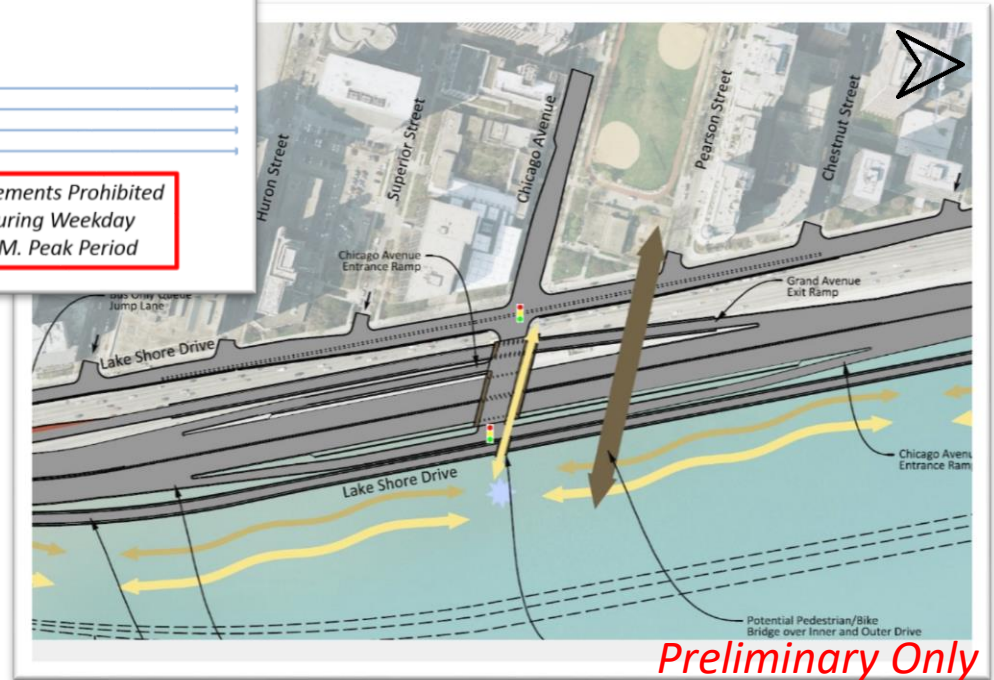 ements Prohibited
uring Weekday
M. Peak Period
Jump Lane
Huron Street
Superior Street
Chicago Avenue
Pearson Street
Chestnut Street
Chicago Avenue
Entrance Ramp
Grand Avenue
Exit Ramp
Lake Shore Drive
Lake Shore Drive
Chicago Avenu
Entrance Ram
Potential Pedestrian/Bike
Bridge over Inner and Outer Drive
Preliminary Only